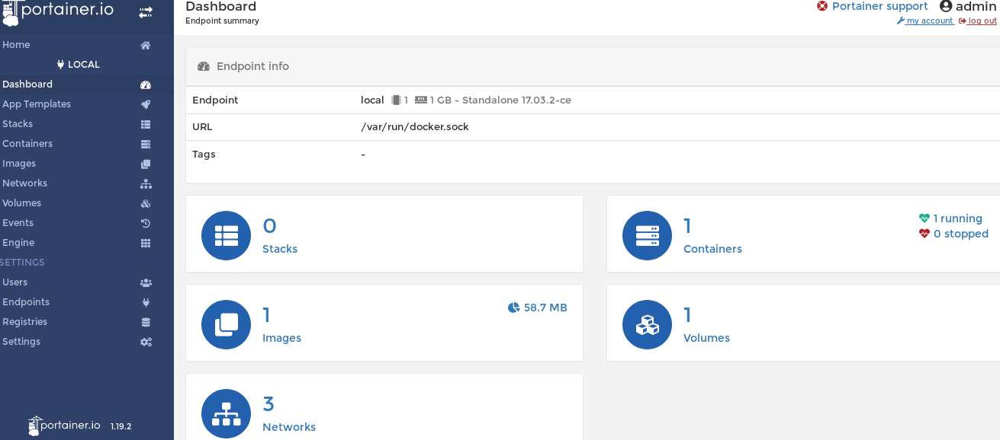 portainer.io
Home
LOCAL
Dashboard
App Templates
Stacks
Containers
Images
Networks
Volumes
Events
Engine
SETTINGS
Users
Endpoints
Registries
Settings
portainer.io 1.19.2
Dashboard
Endpoint summary
Portainer support admin
my account log out
Endpoint info
Endpoint local 1 1 GB - Standalone 17.03.2-ce
URL /var/run/docker.sock
Tags -
0
Stacks
1
Containers
1 running
0 stopped
1
Images
58.7 MB
1
Volumes
3
Networks